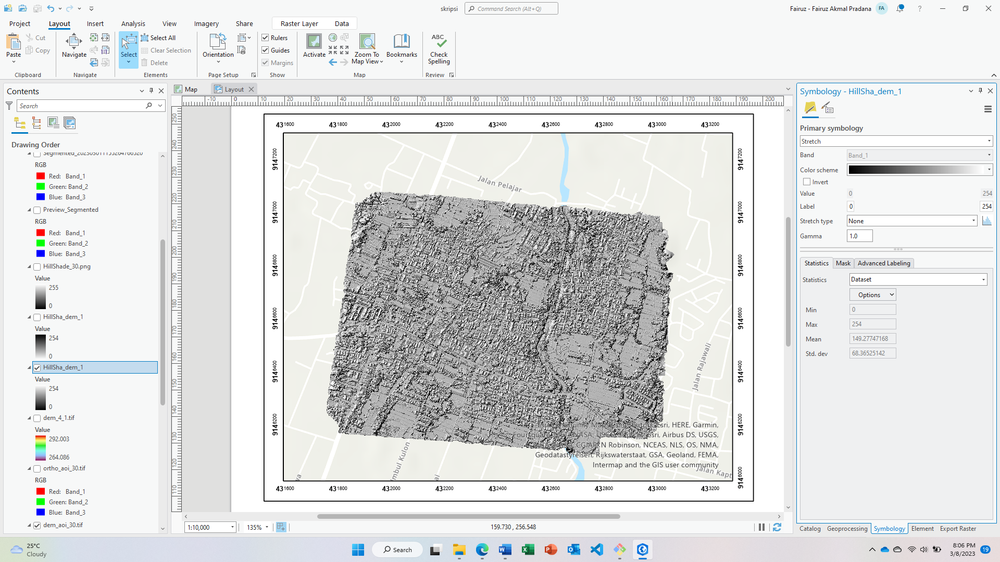 skripsi
Command Search (Alt+Q)
Fairuz - Fairuz Akmal Pradana
FA
Project
Layout
Insert
Analysis
View
Imagery
Share
Raster Layer
Data
Paste
Cut
Copy
Clipboard
Navigate
Navigate
Select
Select All
Clear Selection
Delete
Elements
Orientation
Page Setup
Rulers
Guides
Margins
Show
Activate
Zoom To
Map View
Bookmarks
Map
ABC
Check
Spelling
Review
Contents
Search
Drawing Order
RGB
Red: Band_1
Green: Band_2
Blue: Band_3
Preview_Segmented
RGB
Red: Band_1
Green: Band_2
Blue: Band_3
HillShade_30.png
Value
255
0
HillSha_dem_1
Value
254
0
HillSha_dem_1
Value
254
0
dem_4_1.tif
Value
292.003
264.086
ortho_aoi_30.tif
RGB
Red: Band_1
Green: Band_2
Blue: Band_3
dem_aoi_30.tif
Map
Layout
-10 0 10 20 30 40 50 60 70 80 90 100 110 120 130 140 150 160 170 180 190 200
250
240
230
220
210
200
190
180
170
160
150
140
130
120
110
431600 431800 432000 432200 432400 432600 432800 433000 433200
9147200
9147000
9146800
9146600
9146400
9146200
9147200
9147000
9146800
9146600
9146400
9146200
9146000
Jalan Pelajar
Jalan Rajawali
mbul Kulon
Jalan Kapt
Esri, HERE, Garmin,
Esri, Airbus DS, USGS,
N Robinson, NCEAS, NLS, OS, NMA,
Geodatastyrelsen, Rijkswaterstaat, GSA, Geoland, FEMA,
Intermap and the GIS user community
431600 431800 432000 432200 432400 432600 432800 433000 433200
1:10,000
135%
159.730 , 256.548
Symbology - HillSha_dem_1
Primary symbology
Stretch
Band
Band_1
Color scheme
Invert
Value
0
254
Label
0
254
Stretch type
None
Gamma
1.0
Statistics
Mask
Advanced Labeling
Statistics
Dataset
Options
Min
0
Max
254
Mean
149.27747168
Std. dev
68.36525142
Catalog
Geoprocessing
Symbology
Element
Export Raster
25°C
Cloudy
Search
8:06 PM
3/8/2023
19